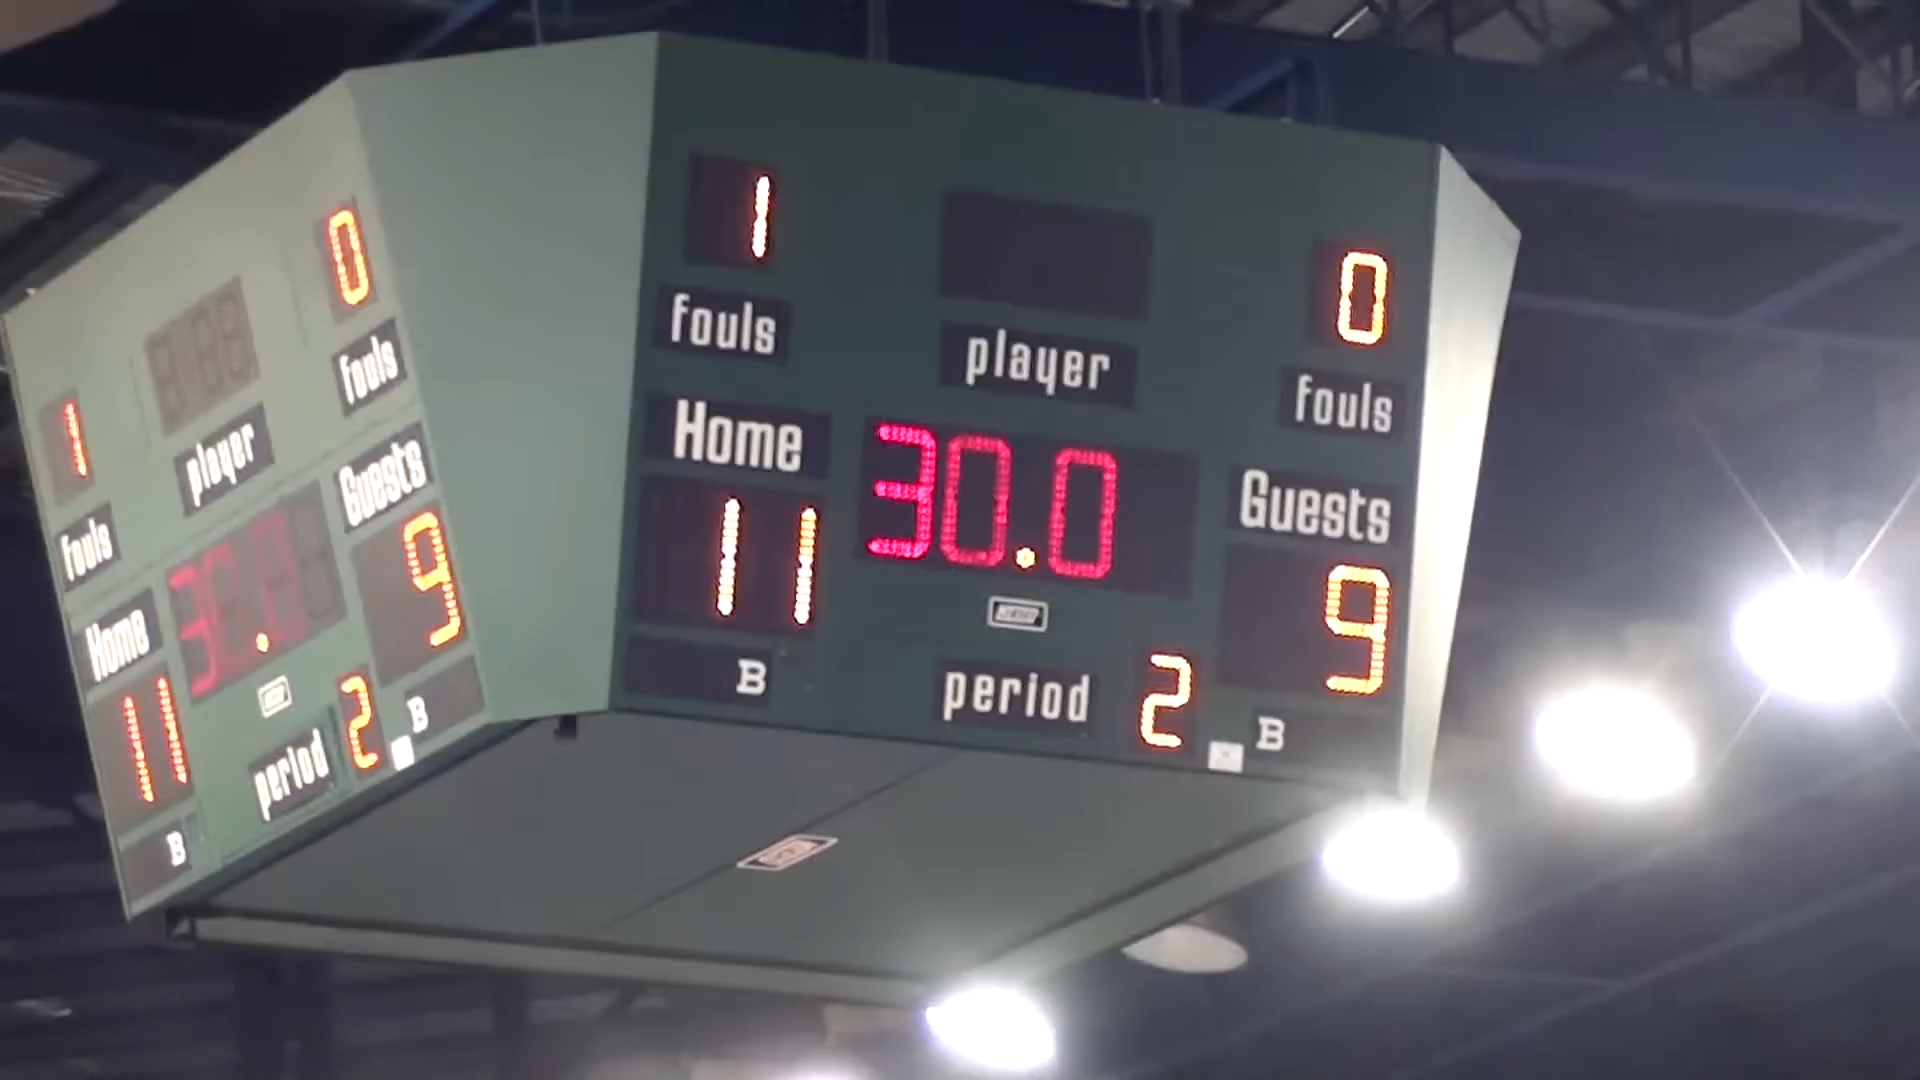 1 0
fouls player fouls
Home 30.0 Guests
11 9
B period 2 B
0
1 player fouls
fouls Guests
Home 9
11 period 2 B
B